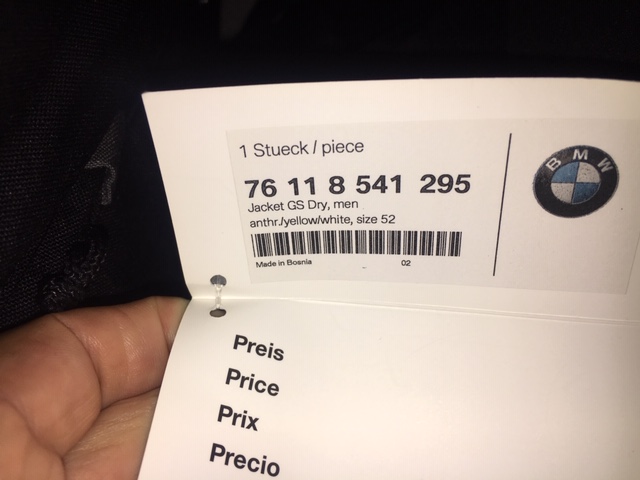 1 Stueck / piece
76 11 8 541 295
Jacket GS Dry, men
anthr./yellow/white, size 52
Made in Bosnia 02
BMW
Preis
Price
Prix
Precio